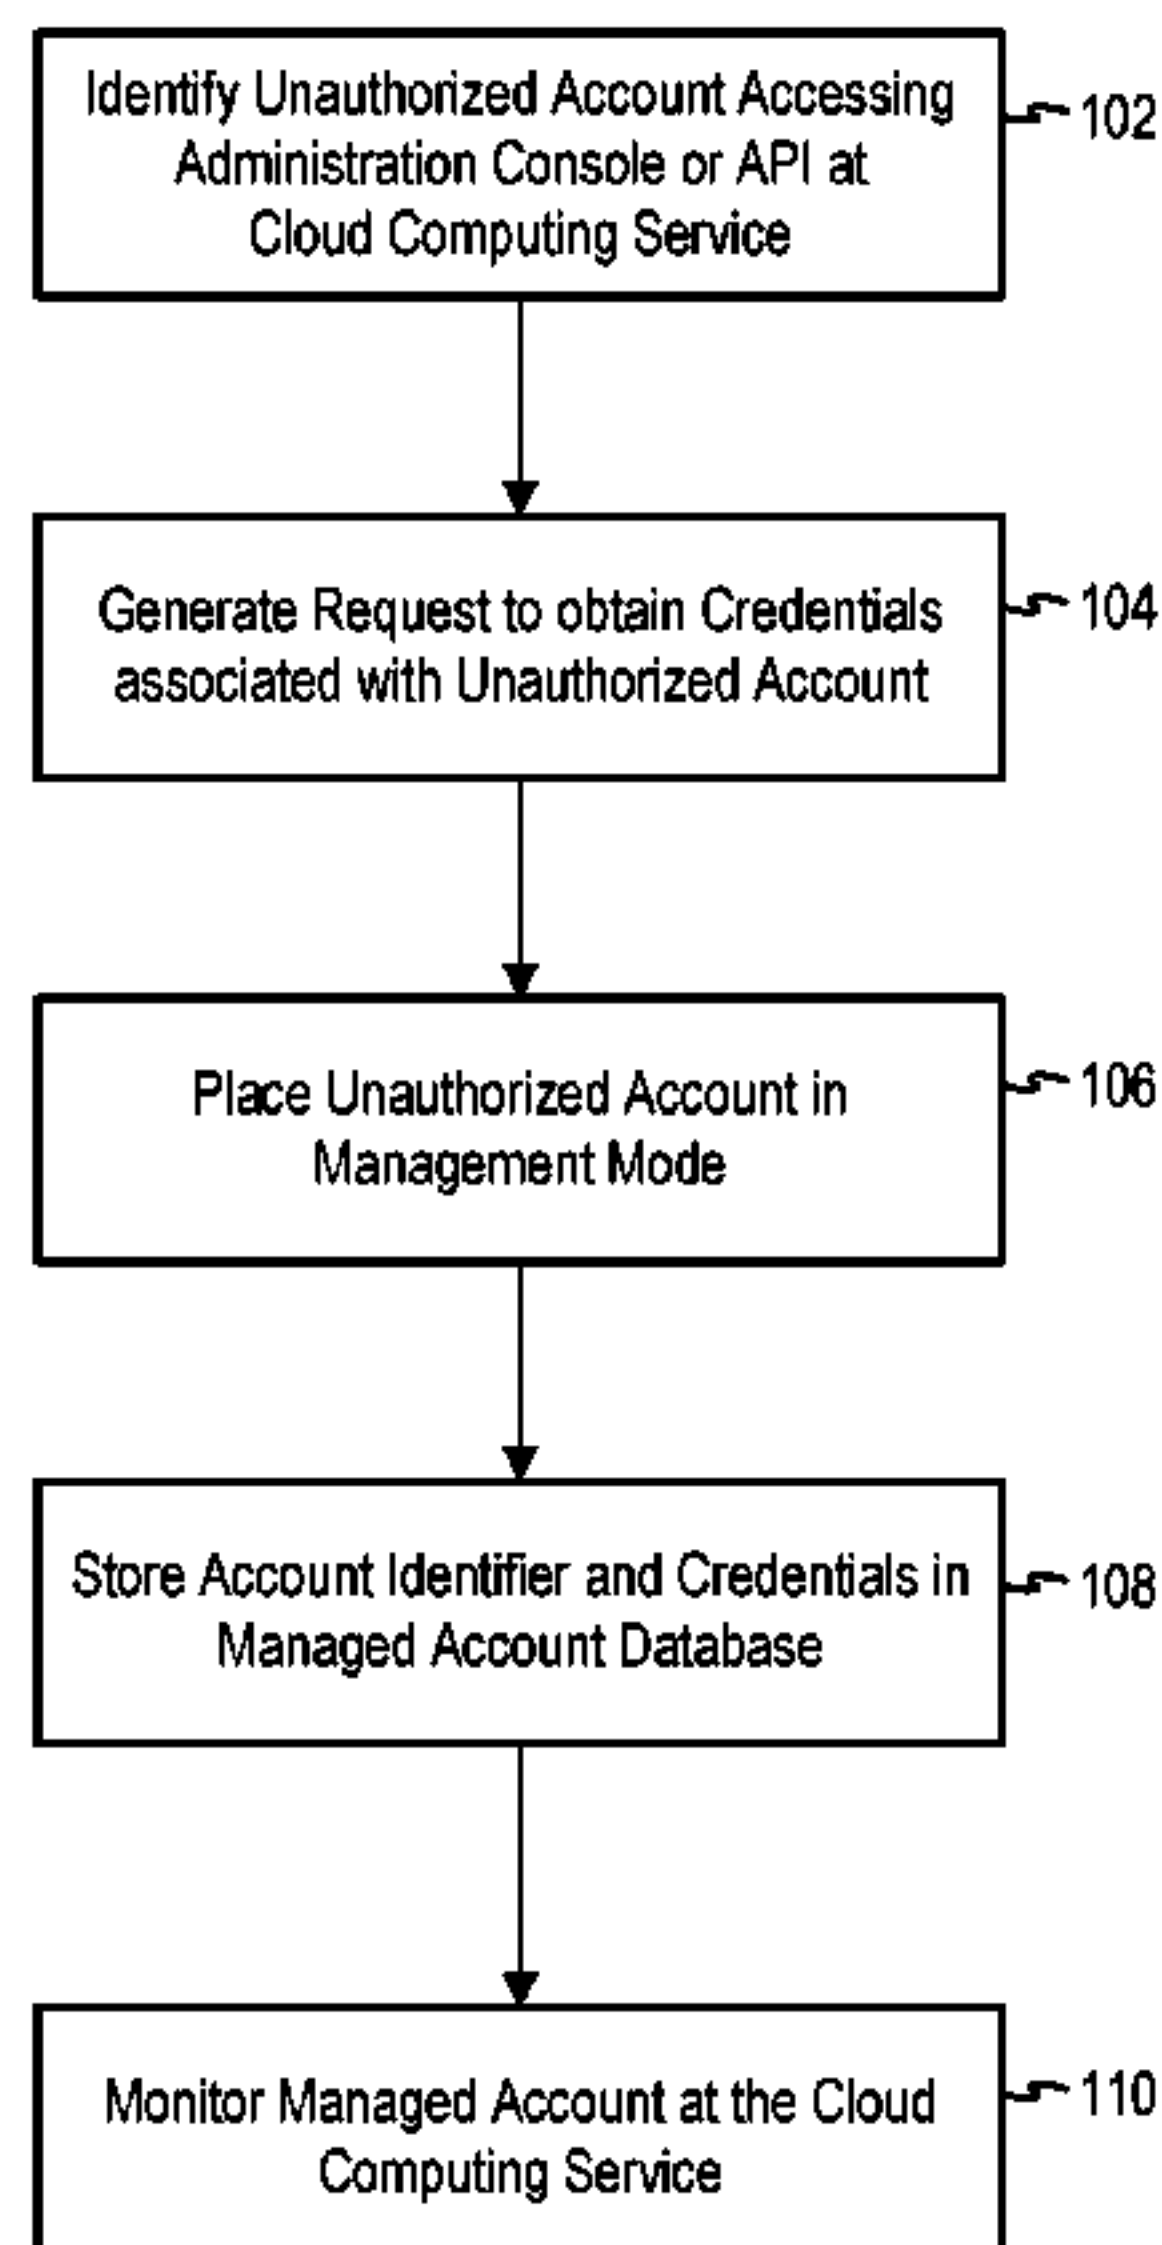 Identify Unauthorized Account Accessing
Administration Console or API at
Cloud Computing Service
102
Generate Request to obtain Credentials
associated with Unauthorized Account
104
Place Unauthorized Account in
Management Mode
106
Store Account Identifier and Credentials in
Managed Account Database
108
Monitor Managed Account at the Cloud
Computing Service
110